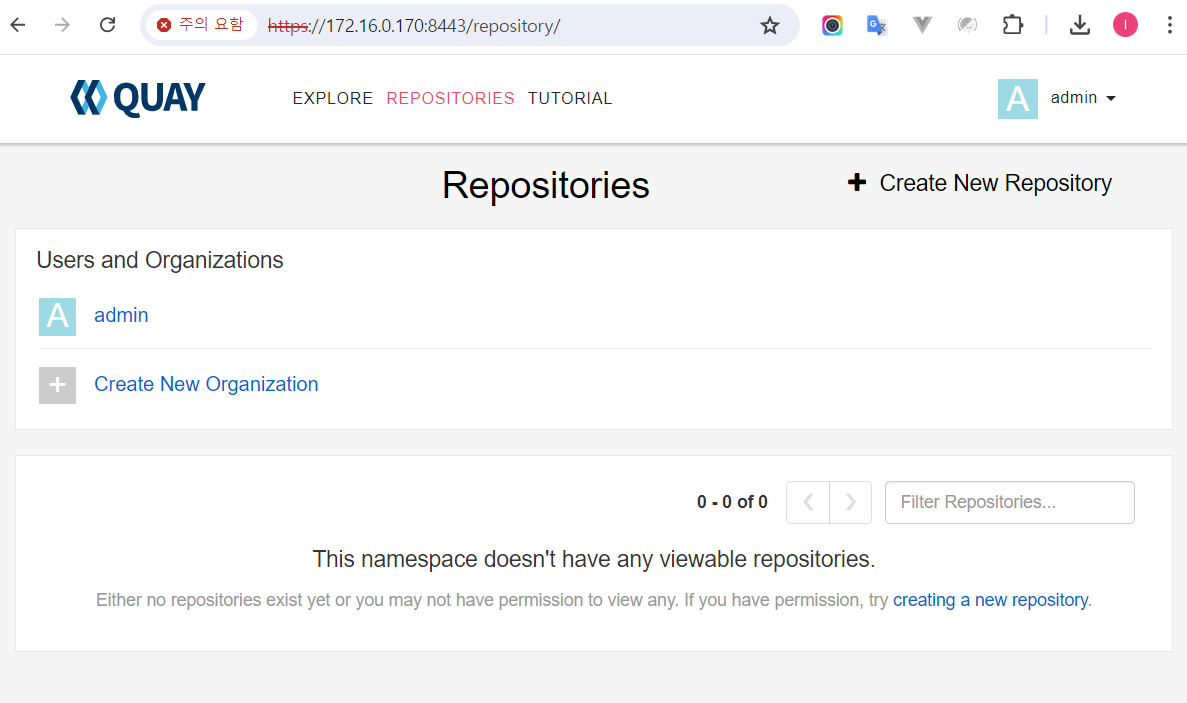 주의 요함 https://172.16.0.170:8443/repository/ I
QUAY EXPLORE REPOSITORIES TUTORIAL A admin
Repositories + Create New Repository
Users and Organizations
A admin
+ Create New Organization
0 - 0 of 0 Filter Repositories...
This namespace doesn't have any viewable repositories.
Either no repositories exist yet or you may not have permission to view any. If you have permission, try creating a new repository.